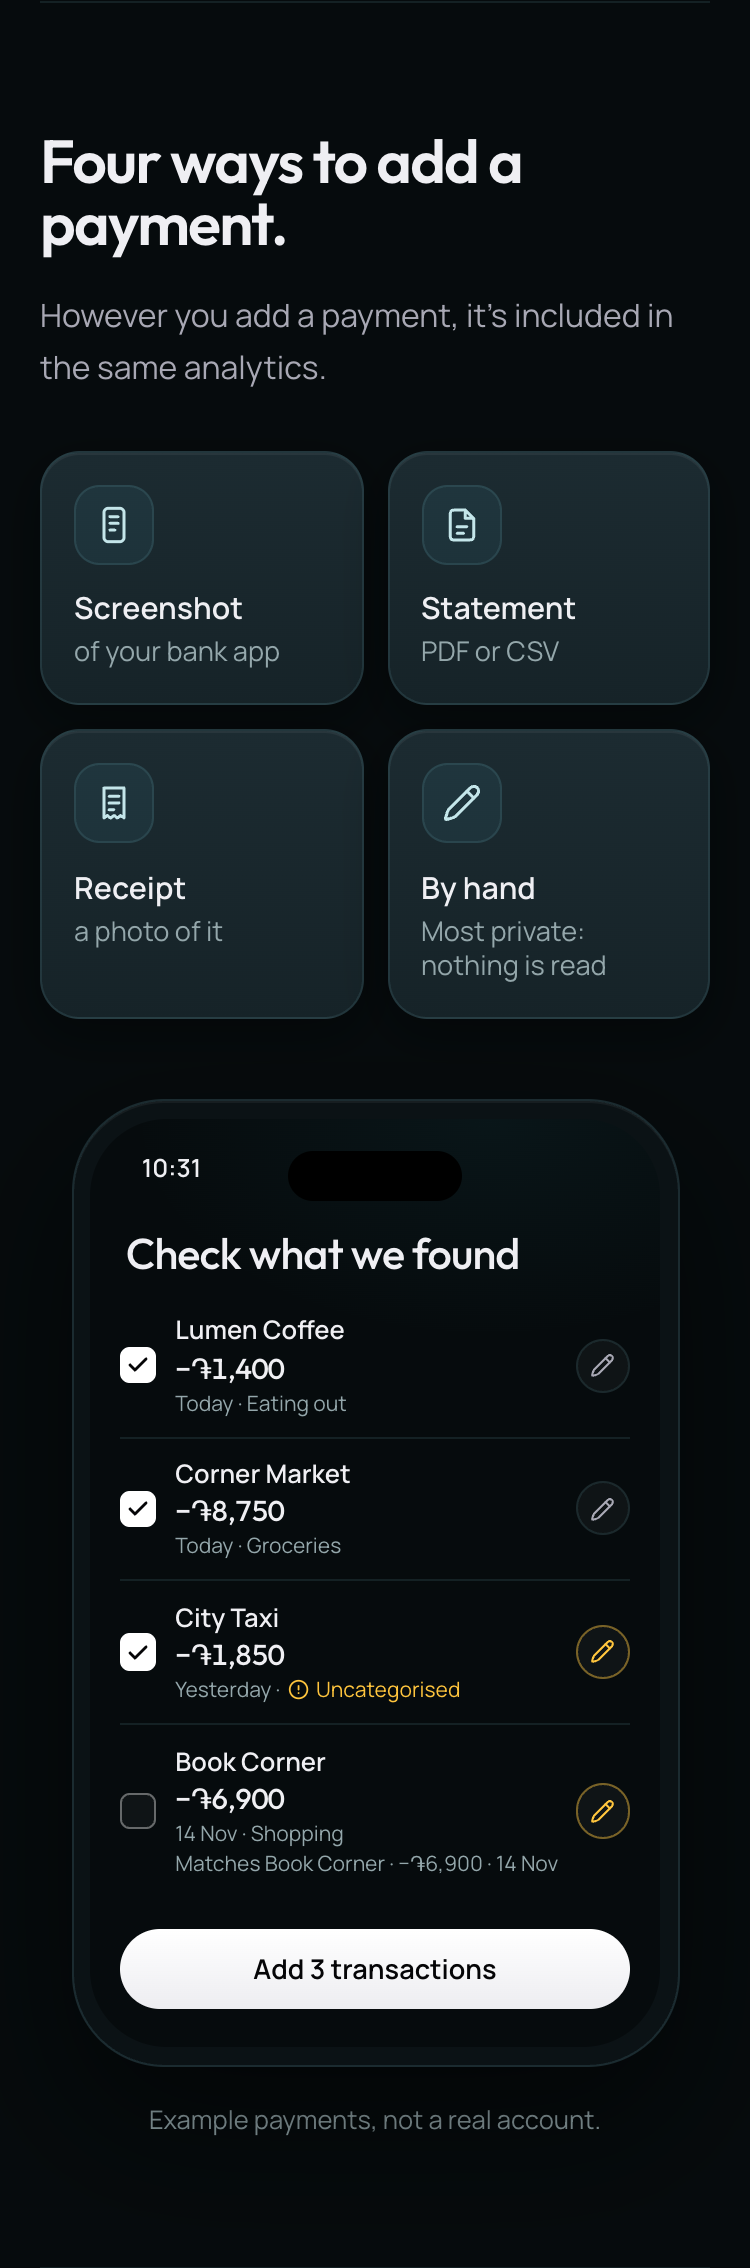 Four ways to add a
payment.
However you add a payment, it’s included in
the same analytics.
Screenshot
of your bank app
Statement
PDF or CSV
Receipt
a photo of it
By hand
Most private:
nothing is read
10:31
Check what we found
Lumen Coffee
−֏1,400
Today · Eating out
Corner Market
−֏8,750
Today · Groceries
City Taxi
−֏1,850
Yesterday · Uncategorised
Book Corner
−֏6,900
14 Nov · Shopping
Matches Book Corner · −֏6,900 · 14 Nov
Add 3 transactions
Example payments, not a real account.